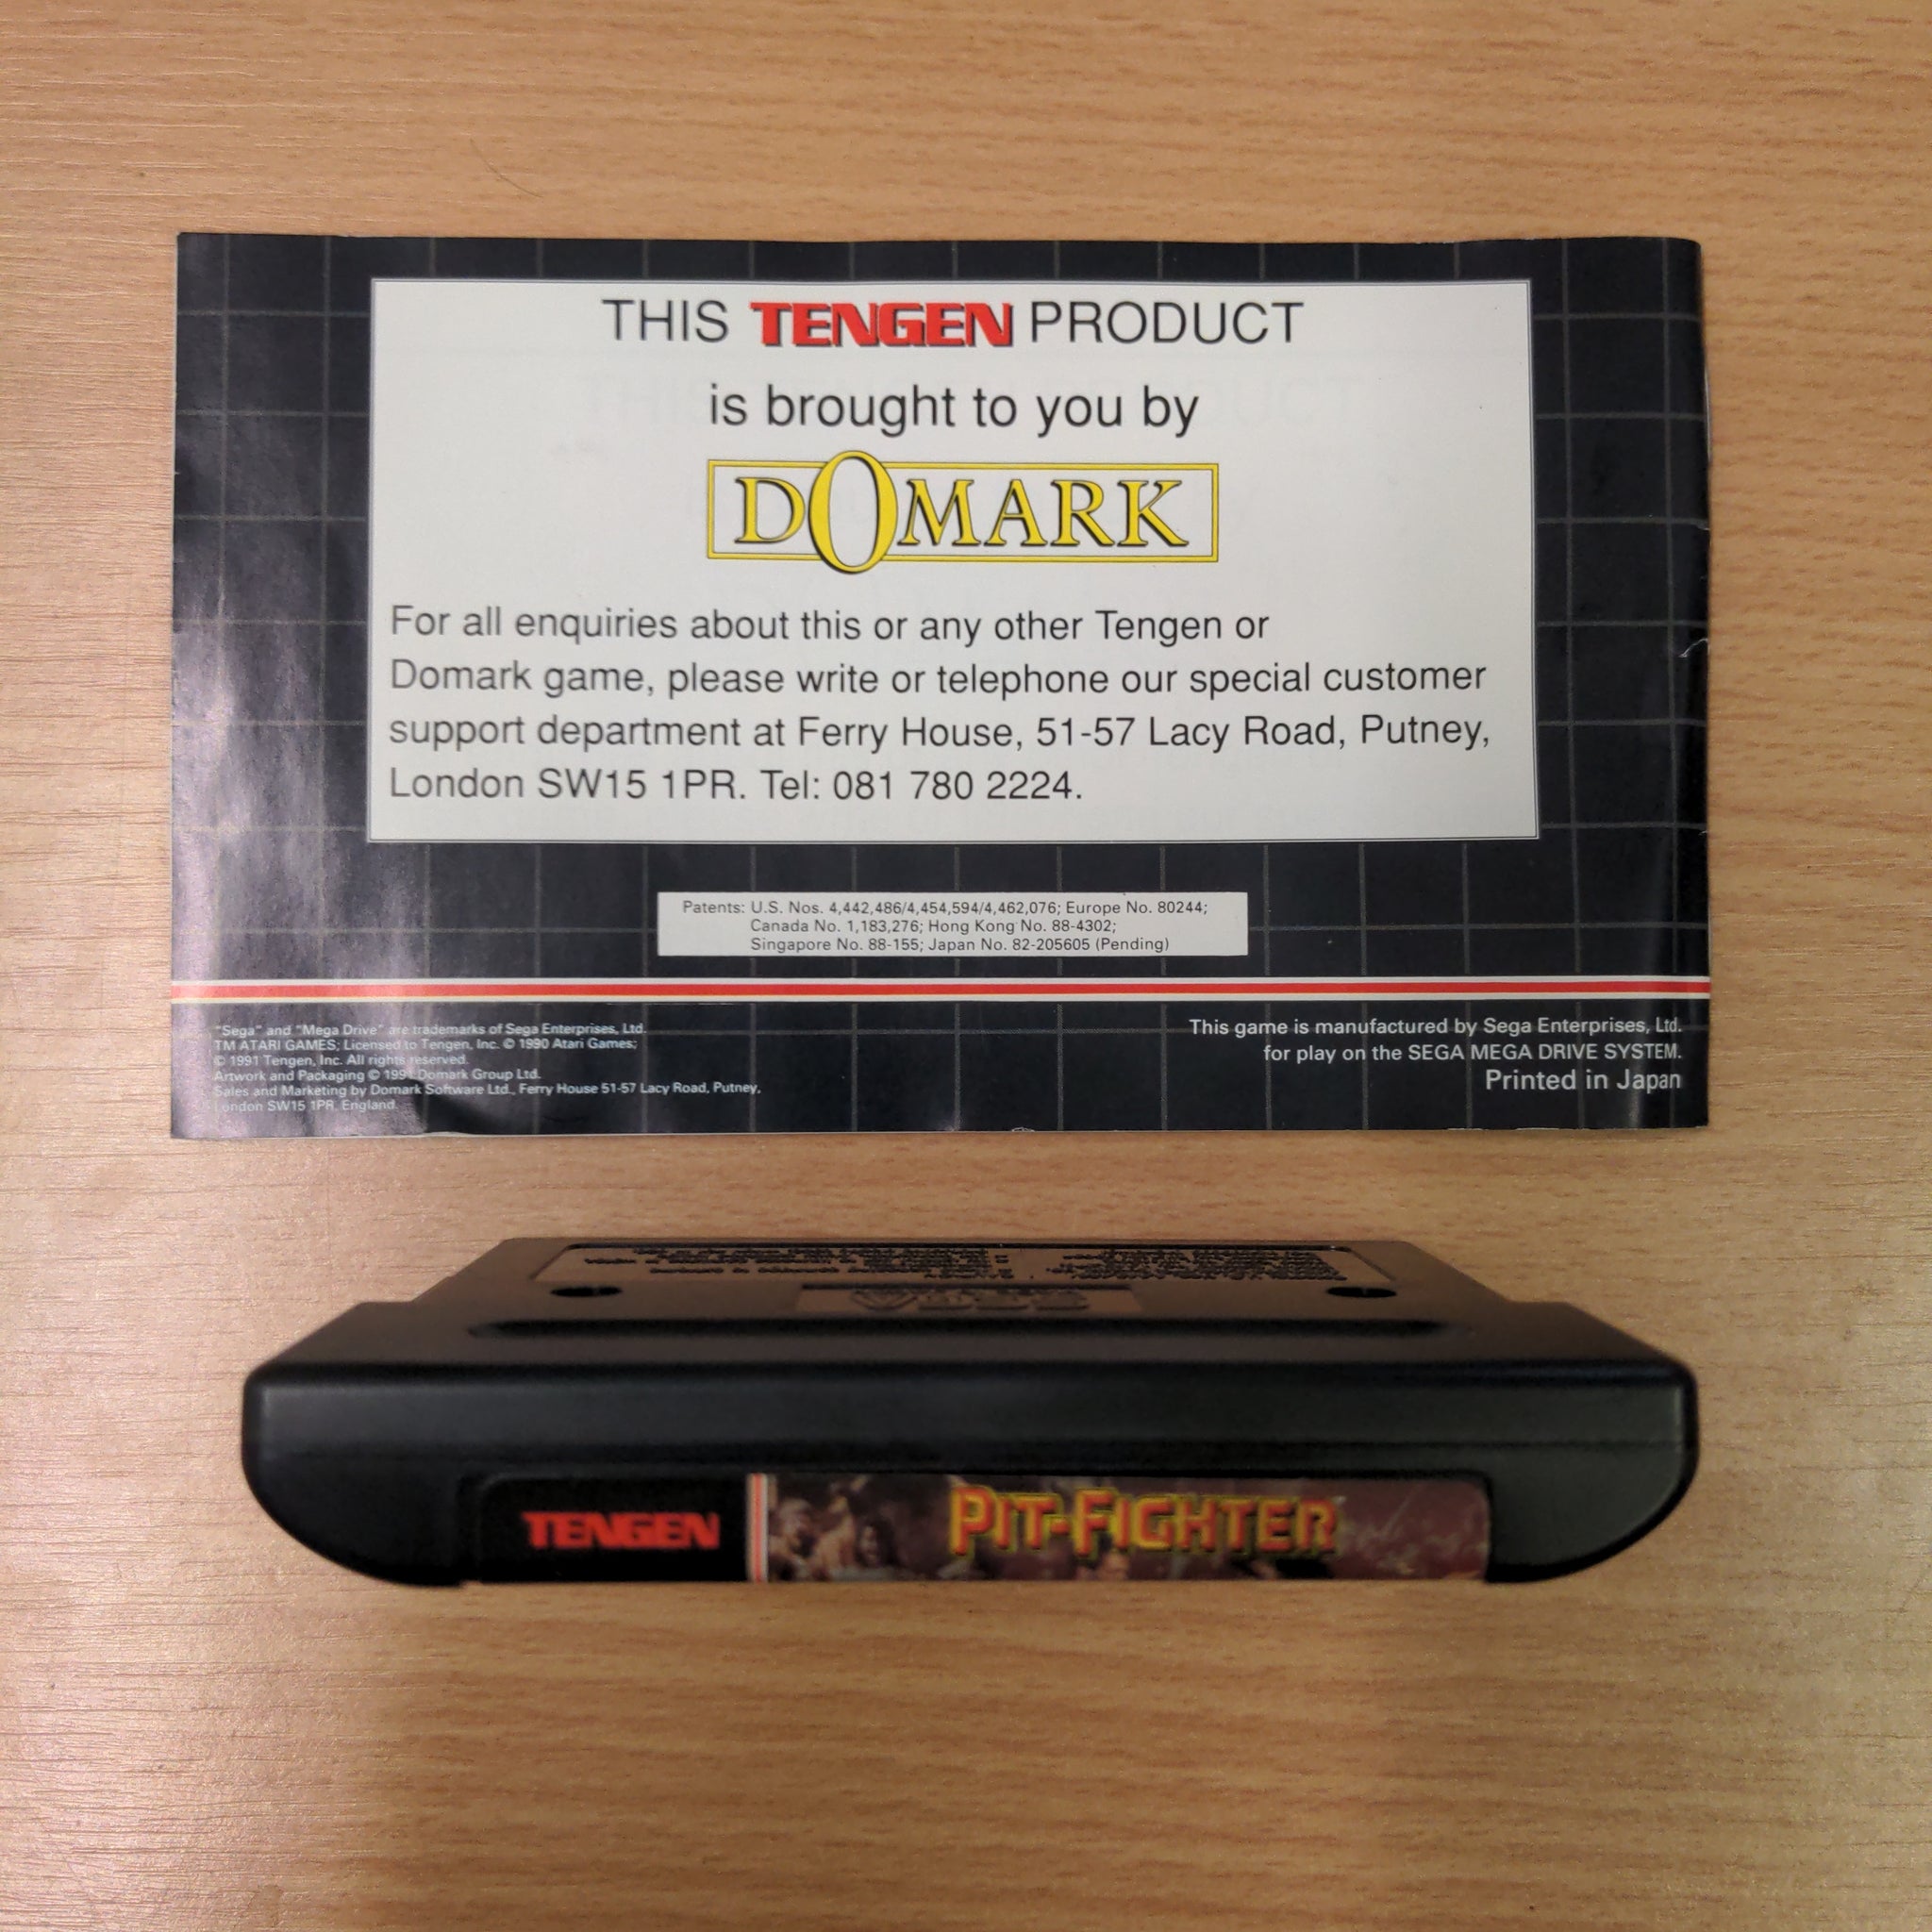 THIS TENGEN PRODUCT
is brought to you by
DOMARK
For all enquiries about this or any other Tengen or
Domark game, please write or telephone our special customer
support department at Ferry House, 51-57 Lacy Road, Putney,
London SW15 1PR. Tel: 081 780 2224.
Patents: U.S. Nos. 4,442,486/4,454,594/4,462,076; Europe No. 80244;
Canada No. 1,183,276; Hong Kong No. 88-4302;
Singapore No. 88-155; Japan No. 82-205605 (Pending)
"Sega" and "Mega Drive" are trademarks of Sega Enterprises, Ltd.
TM ATARI GAMES; Licensed to Tengen, Inc. © 1990 Atari Games;
© 1991 Tengen, Inc. All rights reserved.
Artwork and Packaging © 1991 Domark Group Ltd.
Sales and Marketing by Domark Software Ltd., Ferry House 51-57 Lacy Road, Putney,
London SW15 1PR, England.
This game is manufactured by Sega Enterprises, Ltd.
for play on the SEGA MEGA DRIVE SYSTEM.
Printed in Japan
TENGEN
PIT-FIGHTER